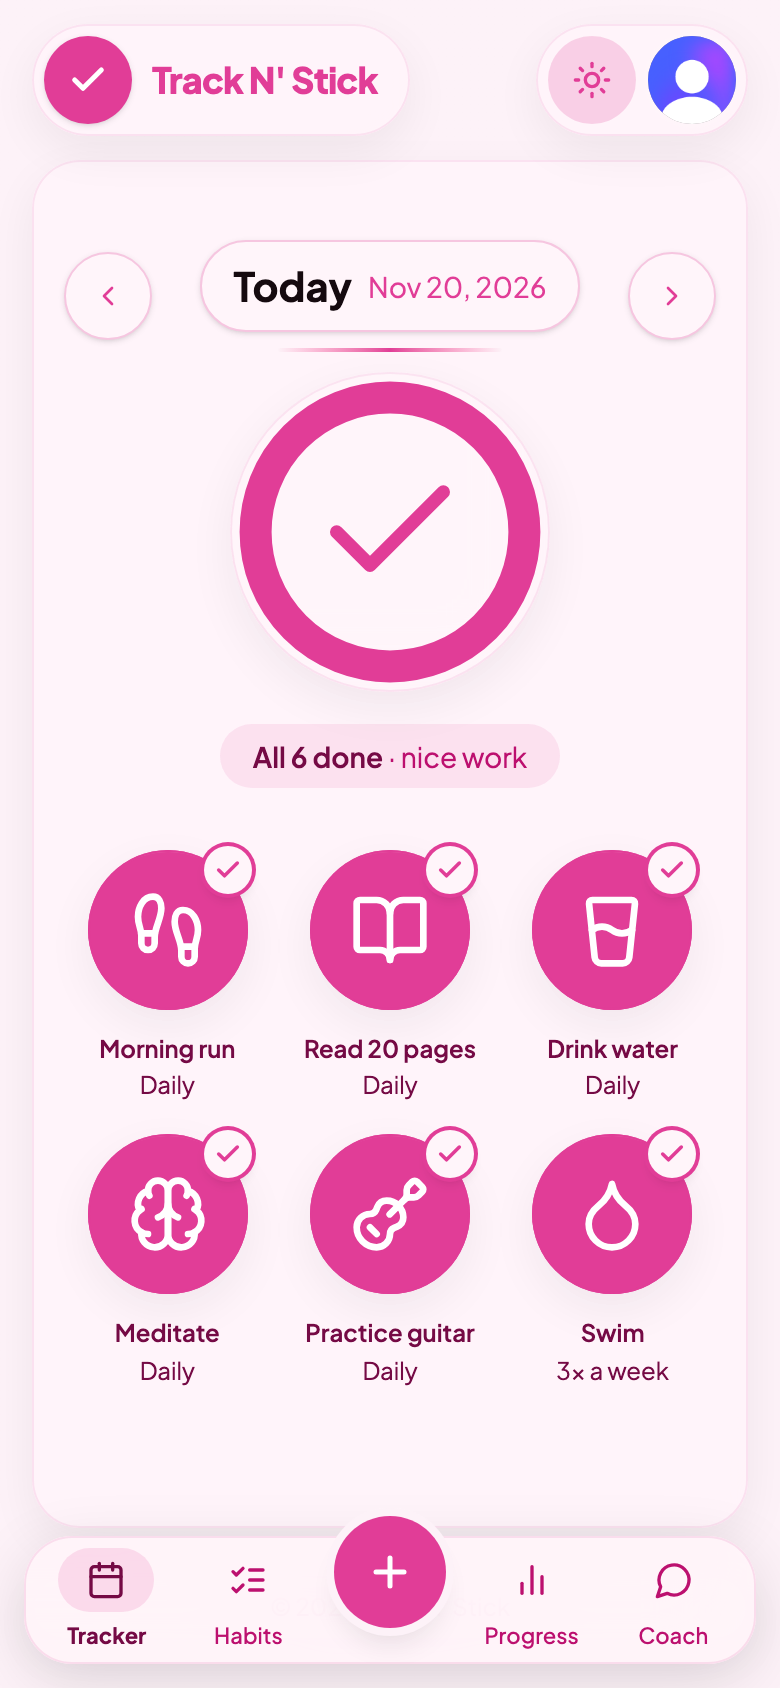 Track N' Stick
Today Nov 20, 2026
All 6 done · nice work
Morning run
Daily
Read 20 pages
Daily
Drink water
Daily
Meditate
Daily
Practice guitar
Daily
Swim
3× a week
Tracker
Habits
Progress
Coach